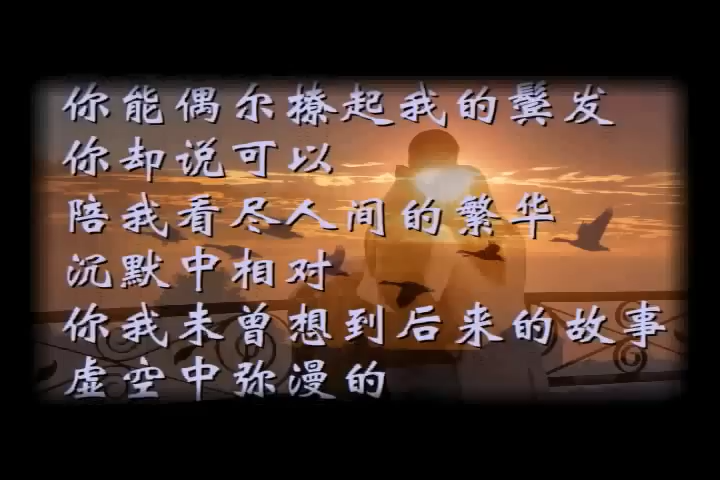 你能偶尔撩起我的鬓发
你却说可以
陪我看尽人间的繁华
沉默中相对
你我未曾想到后来的故事
虚空中弥漫的